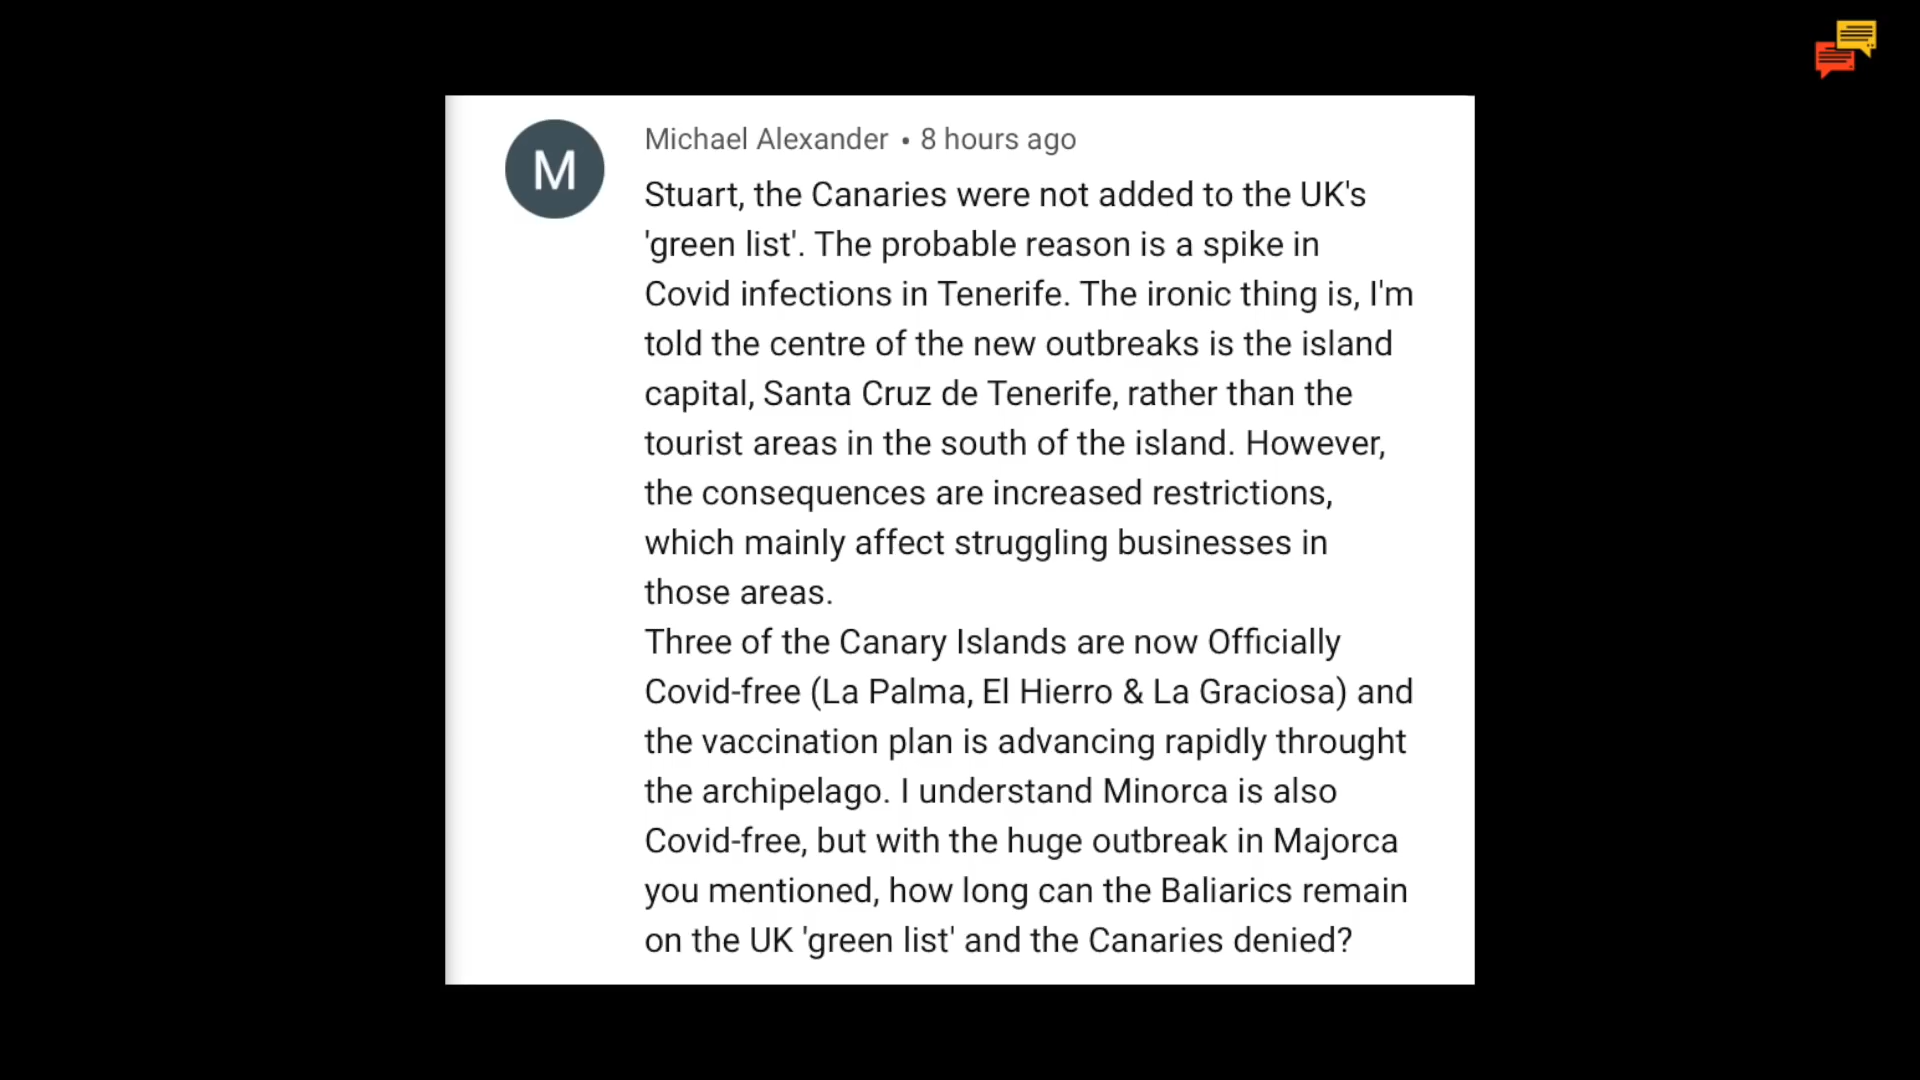 M
Michael Alexander • 8 hours ago
Stuart, the Canaries were not added to the UK's
'green list'. The probable reason is a spike in
Covid infections in Tenerife. The ironic thing is, I'm
told the centre of the new outbreaks is the island
capital, Santa Cruz de Tenerife, rather than the
tourist areas in the south of the island. However,
the consequences are increased restrictions,
which mainly affect struggling businesses in
those areas.
Three of the Canary Islands are now Officially
Covid-free (La Palma, El Hierro & La Graciosa) and
the vaccination plan is advancing rapidly throught
the archipelago. I understand Minorca is also
Covid-free, but with the huge outbreak in Majorca
you mentioned, how long can the Baliarics remain
on the UK 'green list' and the Canaries denied?